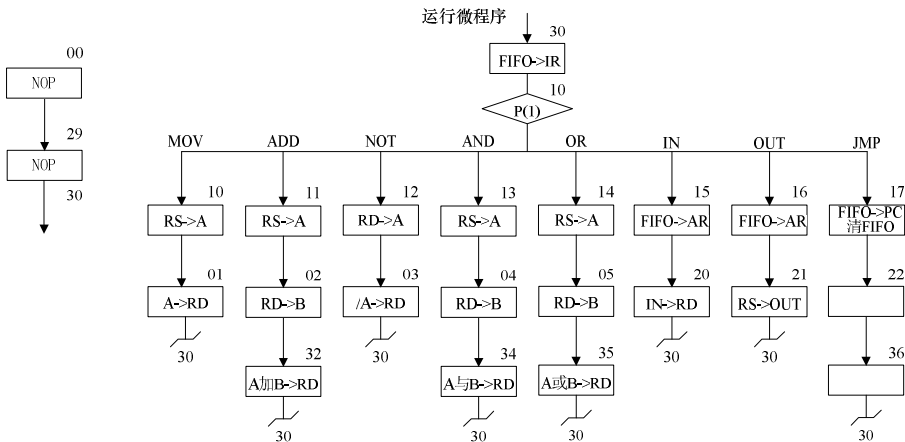 运行微程序
30
FIFO->IR
10
P(1)
00
NOP
29
NOP
30
MOV ADD NOT AND OR IN OUT JMP
10 11 12 13 14 15 16 17
RS->A RS->A RD->A RS->A RS->A FIFO->AR FIFO->AR FIFO->PC
清FIFO
01 02 03 04 05 20 21 22
A->RD RD->B /A->RD RD->B RD->B IN->RD RS->OUT
30 30 30 30
32 34 35 36
A加B->RD A与B->RD A或B->RD
30 30 30 30